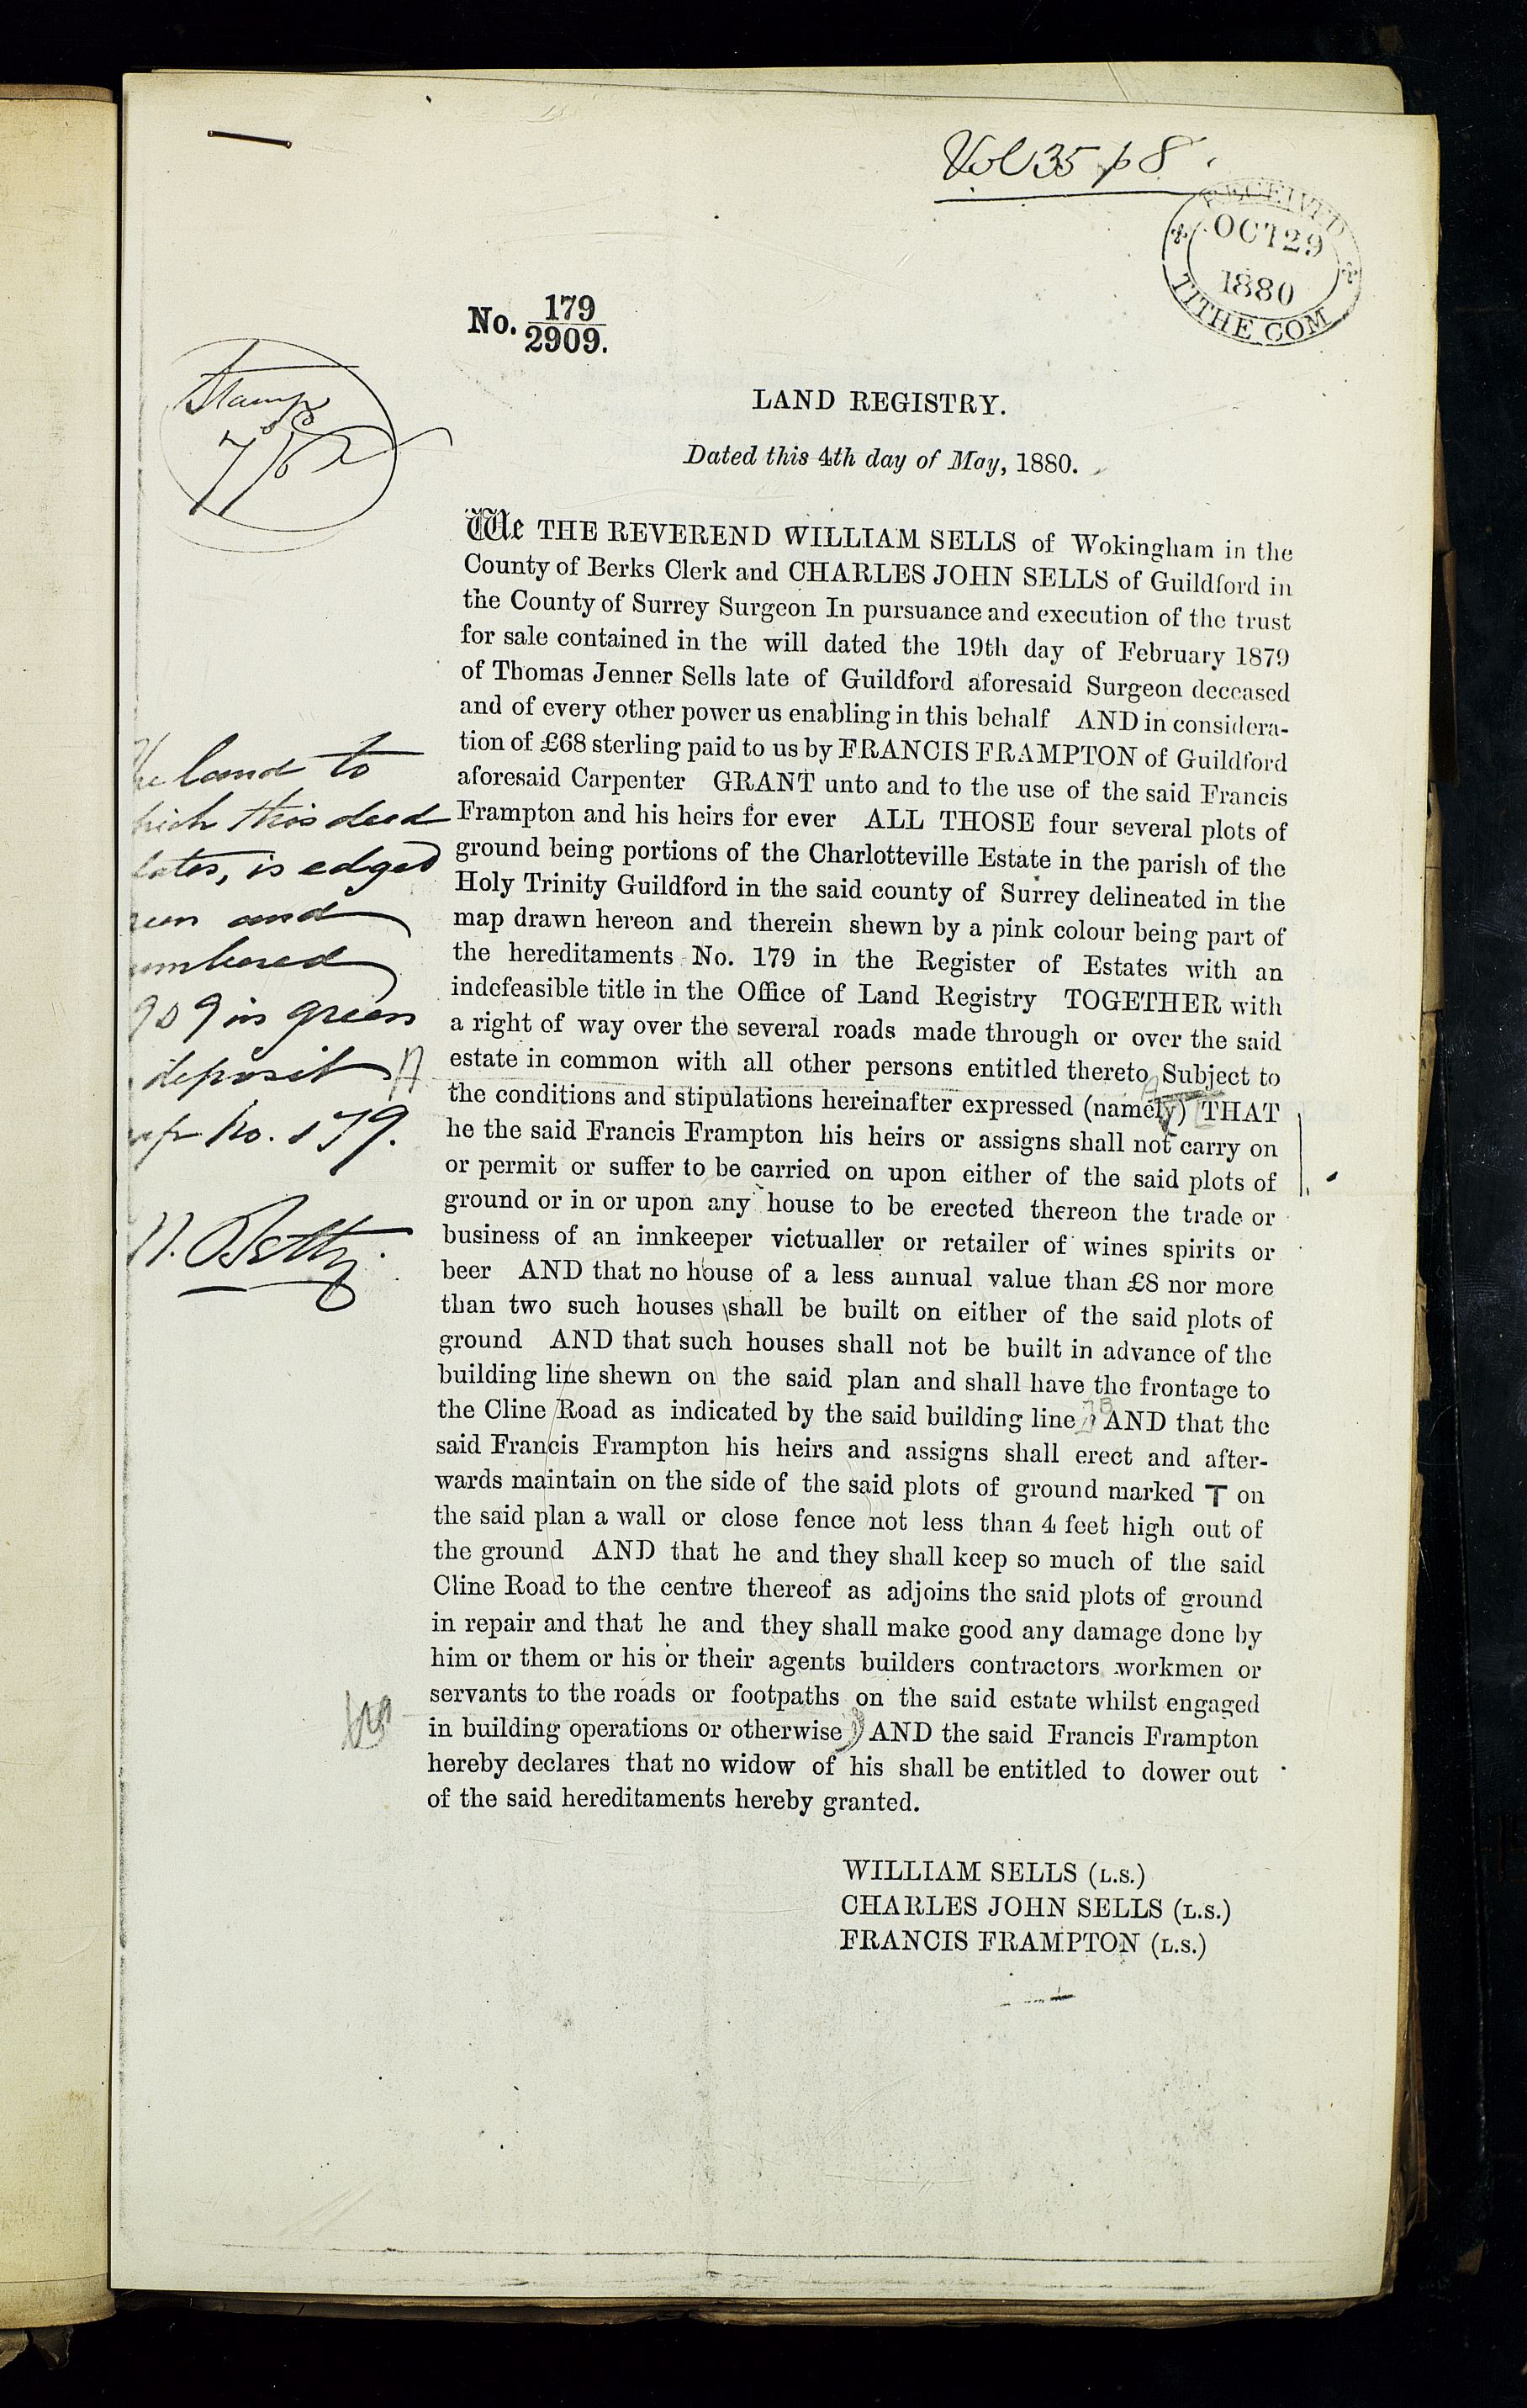 Vol 35 p 8
RECEIVED
OCT 29
1880
TITHE COM
No. 179/2909.
Stamp
LAND REGISTRY.
Dated this 4th day of May, 1880.
We THE REVEREND WILLIAM SELLS of Wokingham in the
County of Berks Clerk and CHARLES JOHN SELLS of Guildford in
the County of Surrey Surgeon In pursuance and execution of the trust
for sale contained in the will dated the 19th day of February 1879
of Thomas Jenner Sells late of Guildford aforesaid Surgeon deceased
and of every other power us enabling in this behalf AND in considera-
tion of £68 sterling paid to us by FRANCIS FRAMPTON of Guildford
aforesaid Carpenter GRANT unto and to the use of the said Francis
Frampton and his heirs for ever ALL THOSE four several plots of
ground being portions of the Charlotteville Estate in the parish of the
Holy Trinity Guildford in the said county of Surrey delineated in the
map drawn hereon and therein shewn by a pink colour being part of
the hereditaments No. 179 in the Register of Estates with an
indefeasible title in the Office of Land Registry TOGETHER with
a right of way over the several roads made through or over the said
estate in common with all other persons entitled thereto Subject to
the conditions and stipulations hereinafter expressed (namely) THAT
he the said Francis Frampton his heirs or assigns shall not carry on
or permit or suffer to be carried on upon either of the said plots of
ground or in or upon any house to be erected thereon the trade or
business of an innkeeper victualler or retailer of wines spirits or
beer AND that no house of a less annual value than £8 nor more
than two such houses shall be built on either of the said plots of
ground AND that such houses shall not be built in advance of the
building line shewn on the said plan and shall have the frontage to
the Cline Road as indicated by the said building line AND that the
said Francis Frampton his heirs and assigns shall erect and after-
wards maintain on the side of the said plots of ground marked T on
the said plan a wall or close fence not less than 4 feet high out of
the ground AND that he and they shall keep so much of the said
Cline Road to the centre thereof as adjoins the said plots of ground
in repair and that he and they shall make good any damage done by
him or them or his or their agents builders contractors workmen or
servants to the roads or footpaths on the said estate whilst engaged
in building operations or otherwise AND the said Francis Frampton
hereby declares that no widow of his shall be entitled to dower out
of the said hereditaments hereby granted.
WILLIAM SELLS (L.S.)
CHARLES JOHN SELLS (L.S.)
FRANCIS FRAMPTON (L.S.)
he land to
hich this deed
lates, is edged
een and
umbered
909 in green
deposit
ap No. 179.